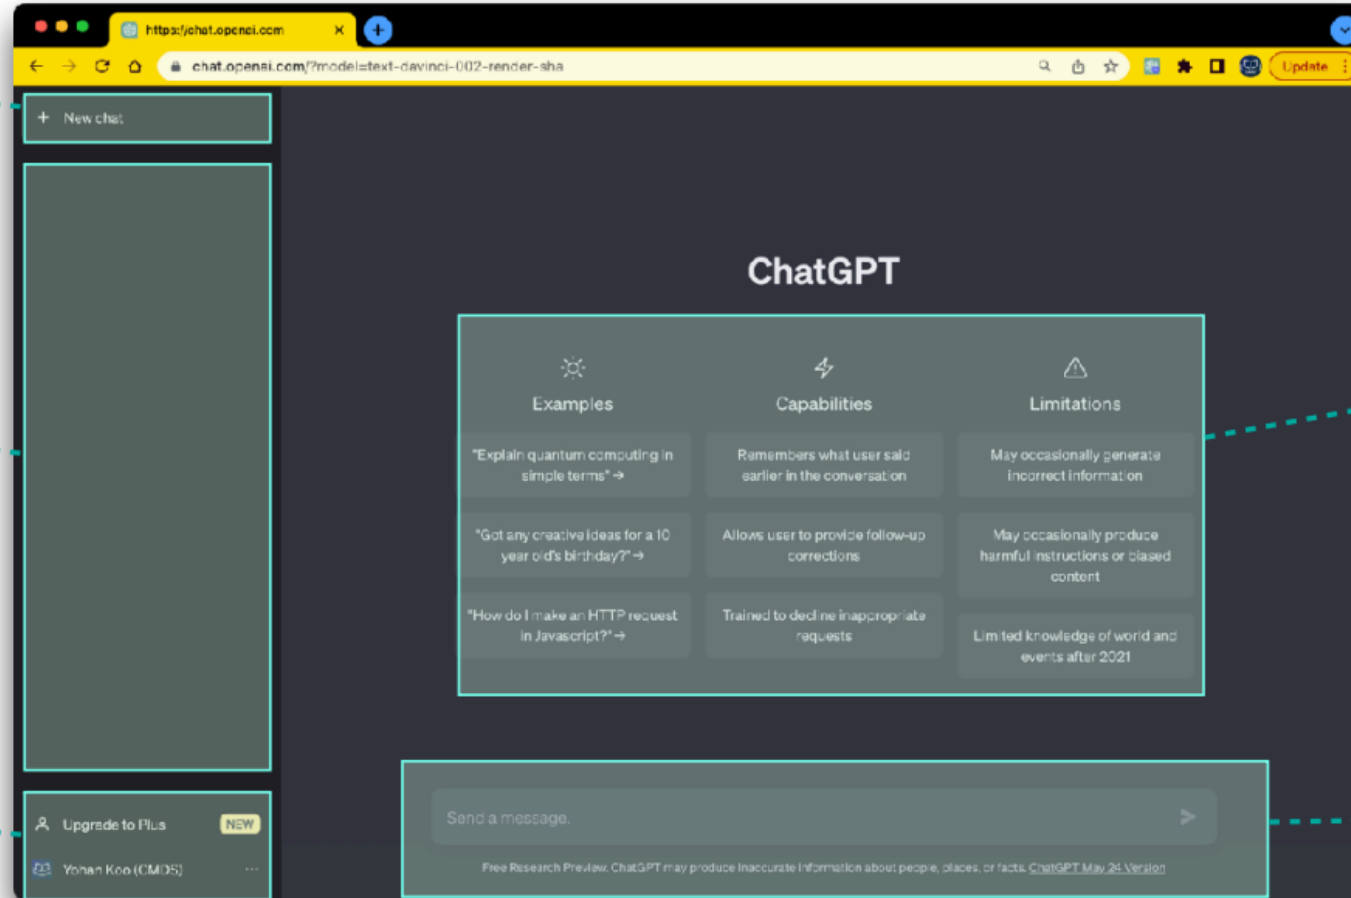 https://chat.openai.com
chat.openai.com/?model=text-davinci-002-render-sha
Update
+ New chat
ChatGPT
Examples
"Explain quantum computing in
simple terms" →
"Got any creative ideas for a 10
year old's birthday?" →
"How do I make an HTTP request
in Javascript?" →
Capabilities
Remembers what user said
earlier in the conversation
Allows user to provide follow-up
corrections
Trained to decline inappropriate
requests
Limitations
May occasionally generate
incorrect information
May occasionally produce
harmful instructions or biased
content
Limited knowledge of world and
events after 2021
Upgrade to Plus NEW
Yohan Koo (CMDS) ...
Send a message.
Free Research Preview. ChatGPT may produce inaccurate information about people, places, or facts. ChatGPT May 24 Version